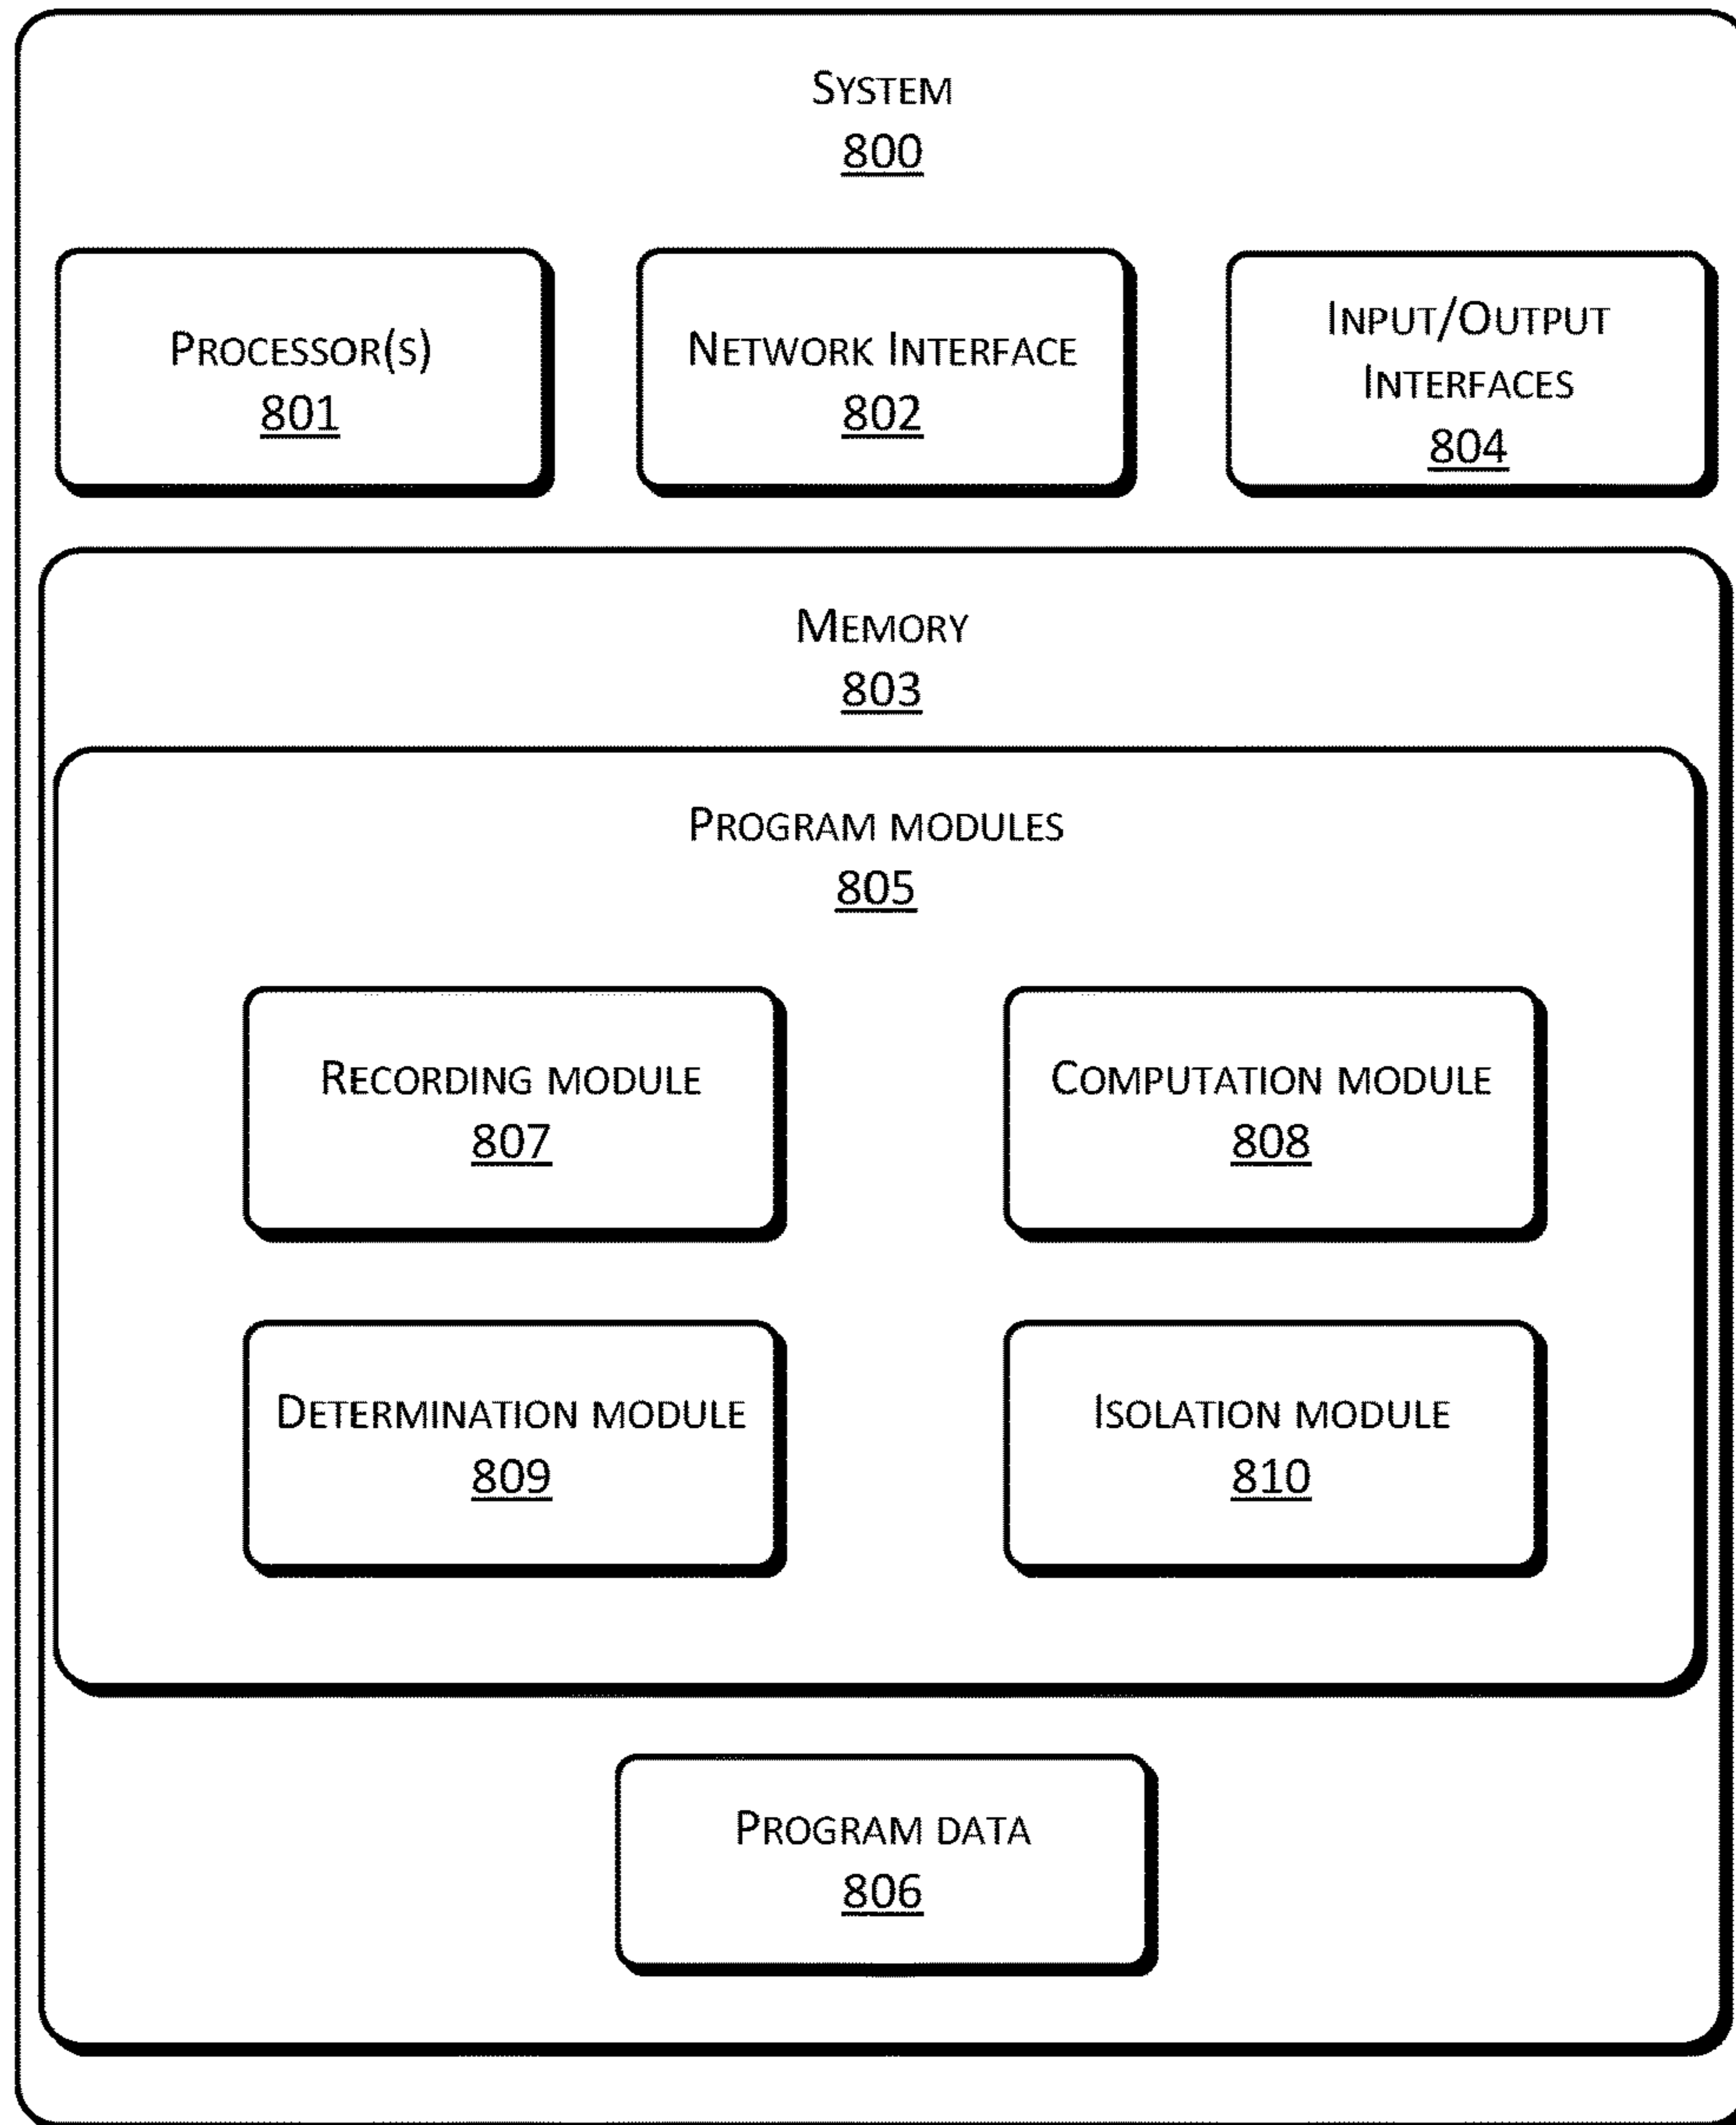 SYSTEM
800
PROCESSOR(S)
801
NETWORK INTERFACE
802
INPUT/OUTPUT
INTERFACES
804
MEMORY
803
PROGRAM MODULES
805
RECORDING MODULE
807
COMPUTATION MODULE
808
DETERMINATION MODULE
809
ISOLATION MODULE
810
PROGRAM DATA
806